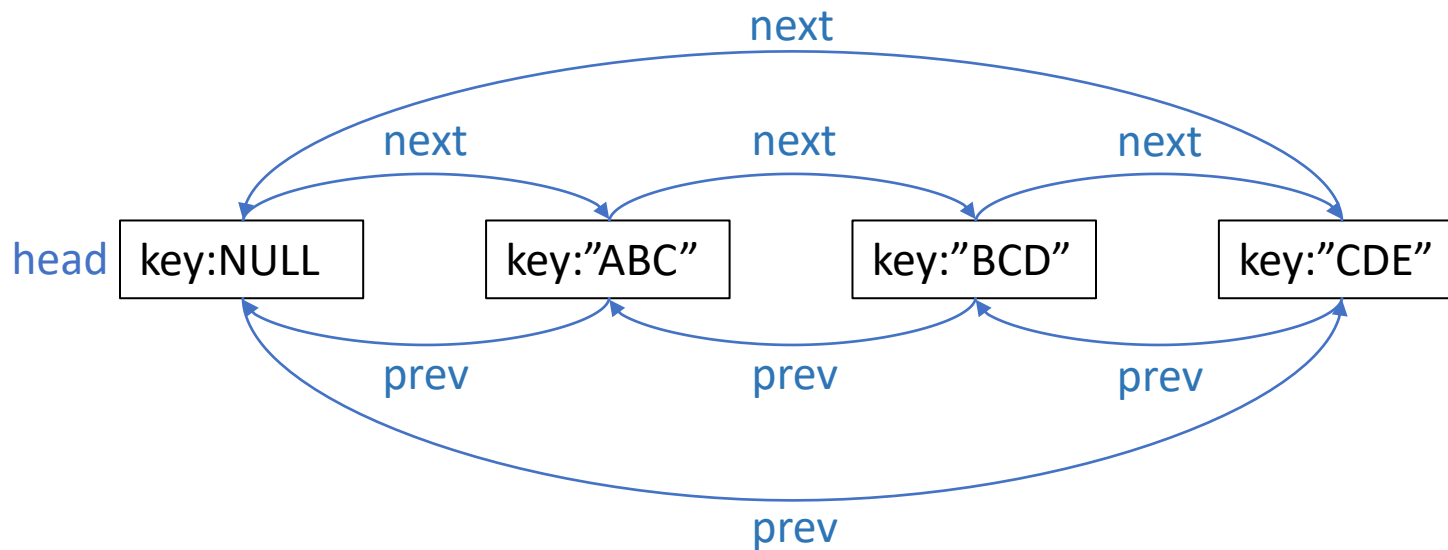 next
next
next
next
head
key:NULL
key:”ABC”
key:”BCD”
key:”CDE”
prev
prev
prev
prev